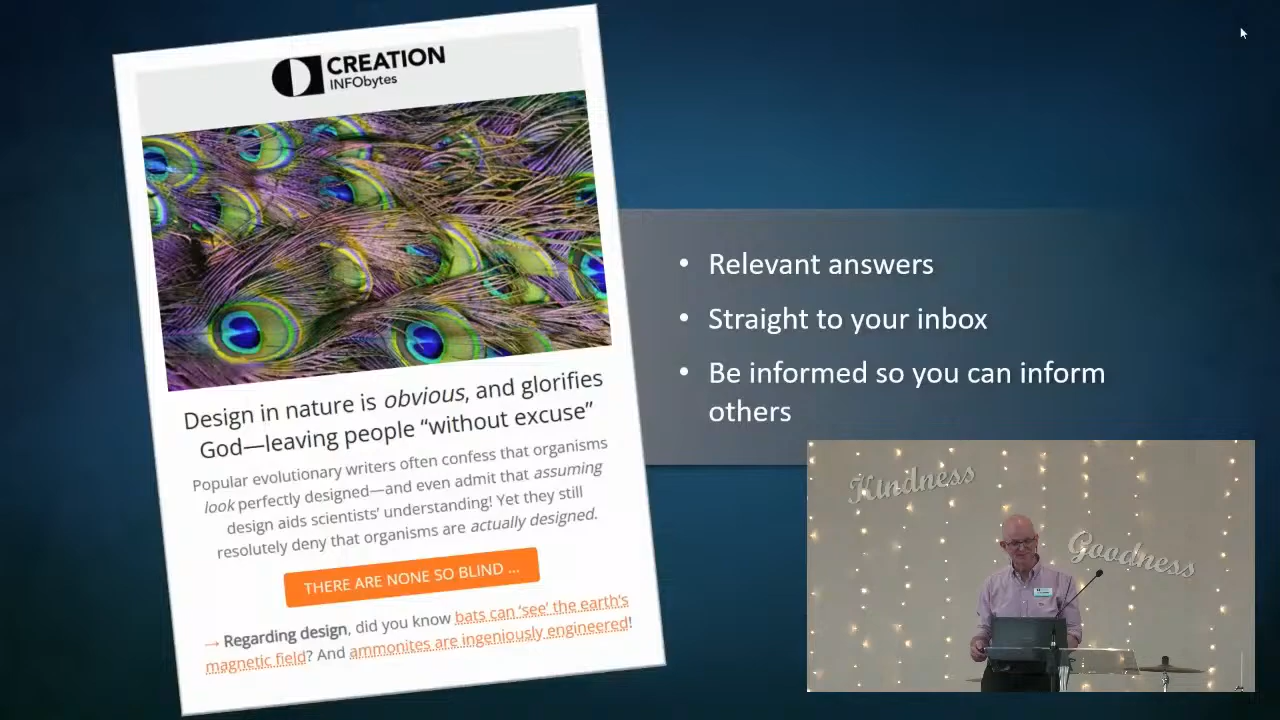 CREATION
INFObytes
Design in nature is obvious, and glorifies
God—leaving people “without excuse”
Popular evolutionary writers often confess that organisms
look perfectly designed—and even admit that assuming
design aids scientists’ understanding! Yet they still
resolutely deny that organisms are actually designed.
THERE ARE NONE SO BLIND ...
→ Regarding design, did you know bats can ‘see’ the earth’s
magnetic field? And ammonites are ingeniously engineered!
• Relevant answers
• Straight to your inbox
• Be informed so you can inform
others
Kindness
Goodness